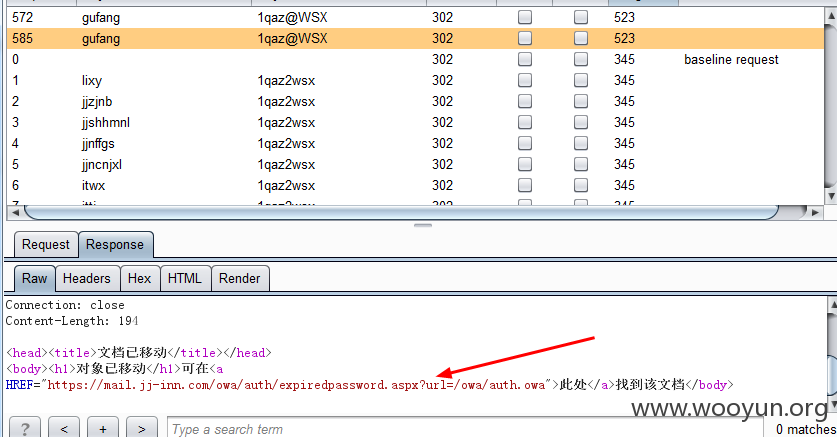 572 gufang 1qaz@WSX 302 523
585 gufang 1qaz@WSX 302 523
0 302 345 baseline request
1 lixy 1qaz2wsx 302 345
2 jjzjnb 1qaz2wsx 302 345
3 jjshhmnl 1qaz2wsx 302 345
4 jjnffgs 1qaz2wsx 302 345
5 jjncnjxl 1qaz2wsx 302 345
6 itwx 1qaz2wsx 302 345
Request Response
Raw Headers Hex HTML Render
Connection: close
Content-Length: 194
<head><title>文档已移动</title></head>
<body><h1>对象已移动</h1>可在<a
HREF="https://mail.jj-inn.com/owa/auth/expiredpassword.aspx?url=/owa/auth.owa">此处</a>找到该文档</body>
www.wooyun.org
? < + > Type a search term 0 matches